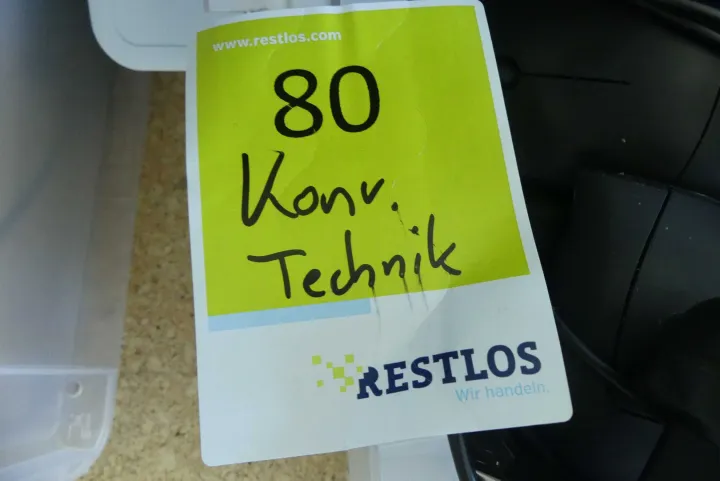 www.restlos.com
80
Konv.
Technik
RESTLOS
Wir handeln.